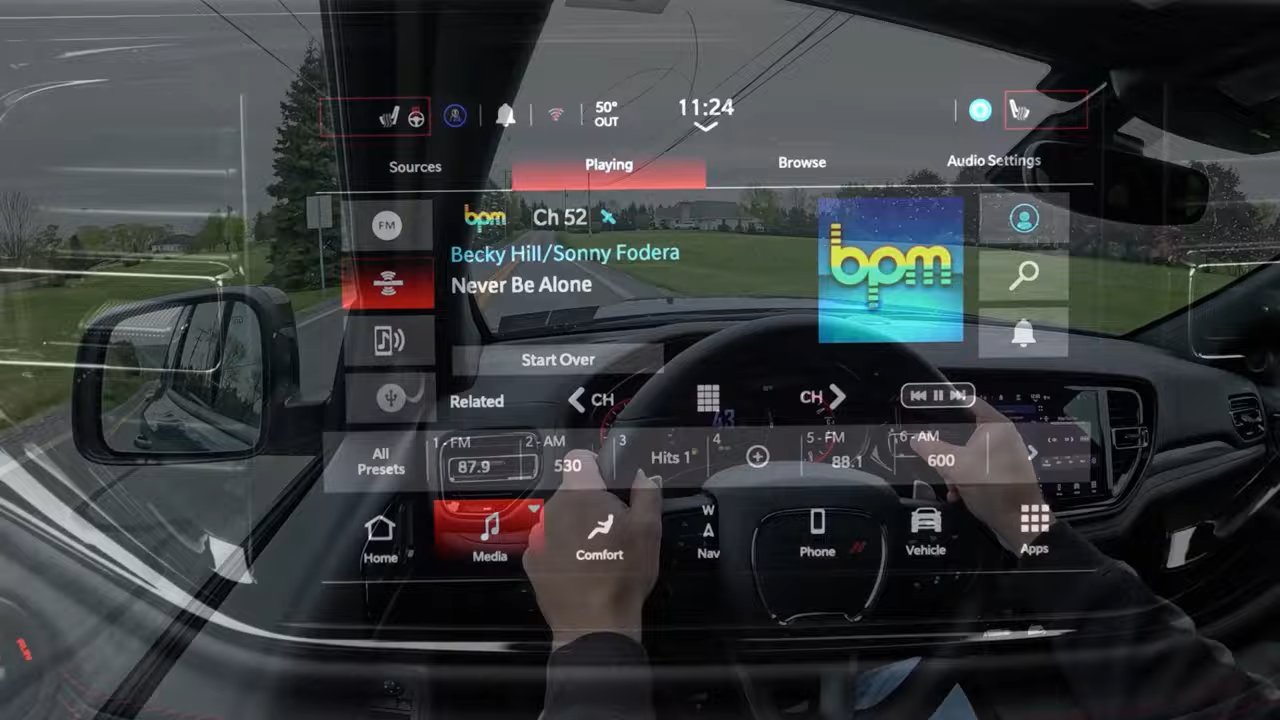 50°
OUT
11:24
Sources
Playing
Browse
Audio Settings
FM
bpm Ch 52
Becky Hill/Sonny Fodera
Never Be Alone
bpm
Start Over
Related
CH
CH
43
All
Presets
1-FM
87.9
2-AM
530
3
Hits 1
4
5-FM
88.1
6-AM
600
Home
Media
Comfort
W
A
Nav
Phone
Vehicle
Apps
RUN